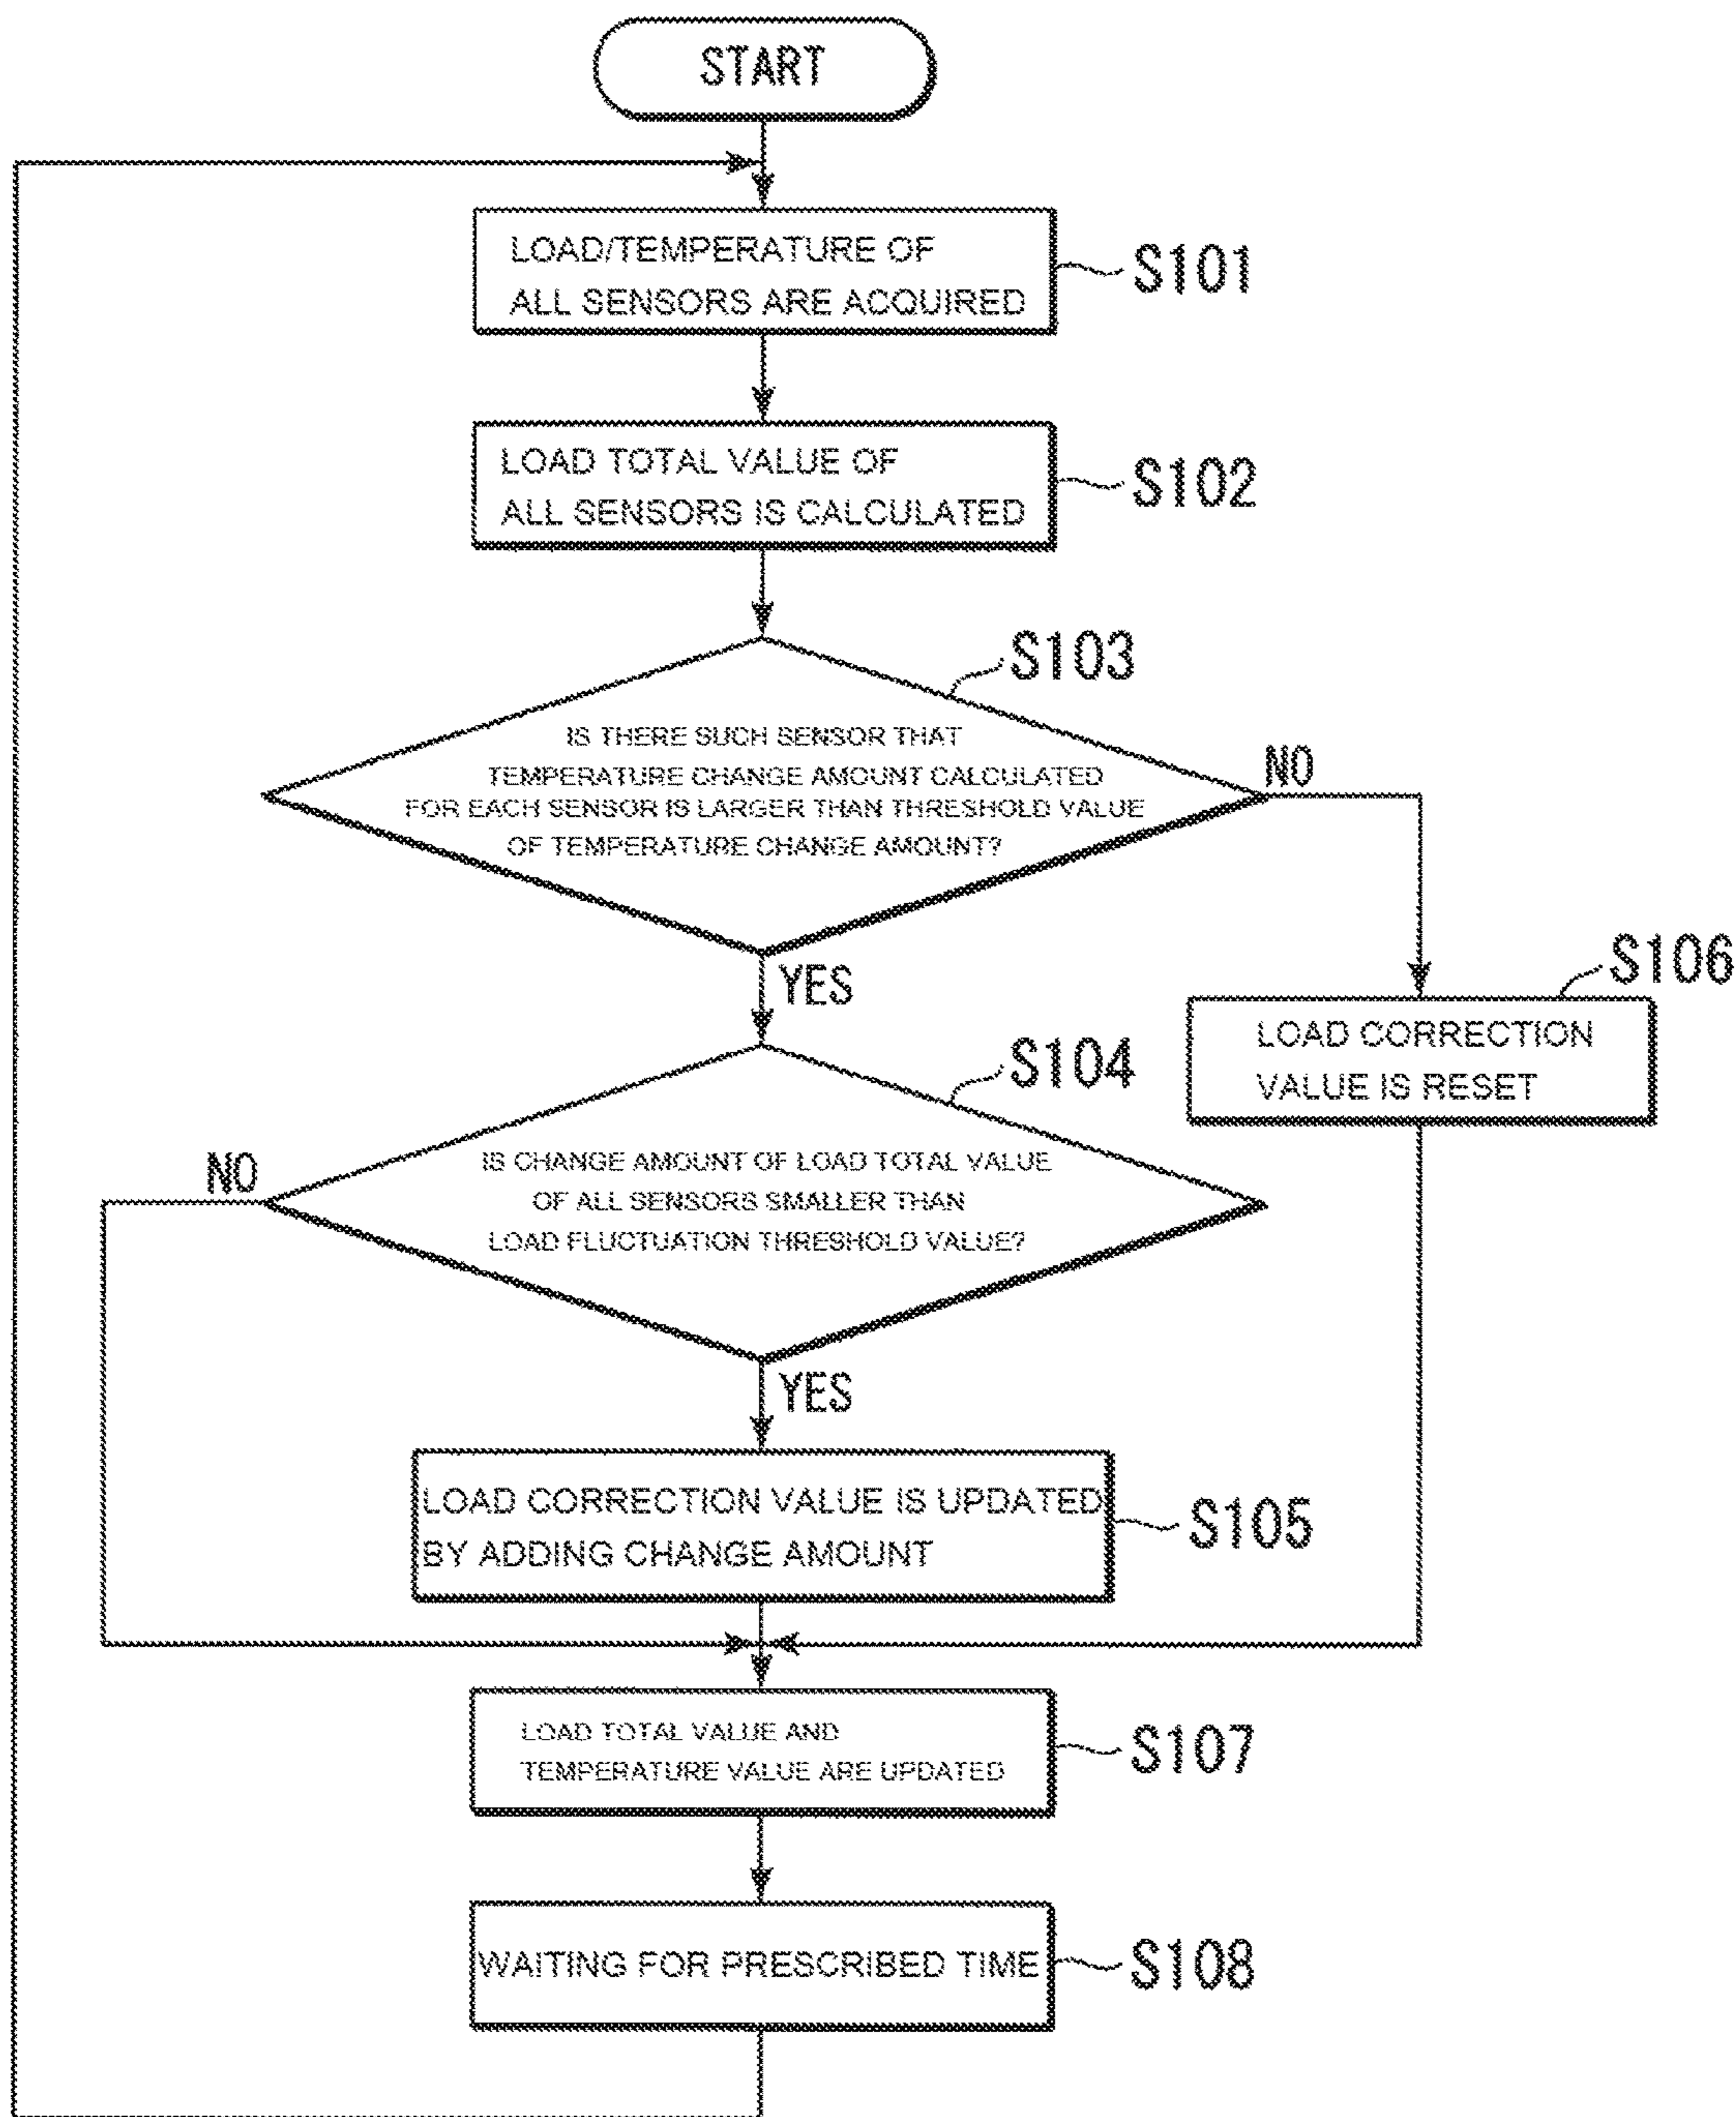 START
LOAD/TEMPERATURE OF
ALL SENSORS ARE ACQUIRED
S101
LOAD TOTAL VALUE OF
ALL SENSORS IS CALCULATED
S102
S103
IS THERE SUCH SENSOR THAT
TEMPERATURE CHANGE AMOUNT CALCULATED
FOR EACH SENSOR IS LARGER THAN THRESHOLD VALUE
OF TEMPERATURE CHANGE AMOUNT?
NO
YES
S106
LOAD CORRECTION
VALUE IS RESET
S104
IS CHANGE AMOUNT OF LOAD TOTAL VALUE
OF ALL SENSORS SMALLER THAN
LOAD FLUCTUATION THRESHOLD VALUE?
NO
YES
LOAD CORRECTION VALUE IS UPDATED
BY ADDING CHANGE AMOUNT
S105
LOAD TOTAL VALUE AND
TEMPERATURE VALUE ARE UPDATED
S107
WAITING FOR PRESCRIBED TIME
S108